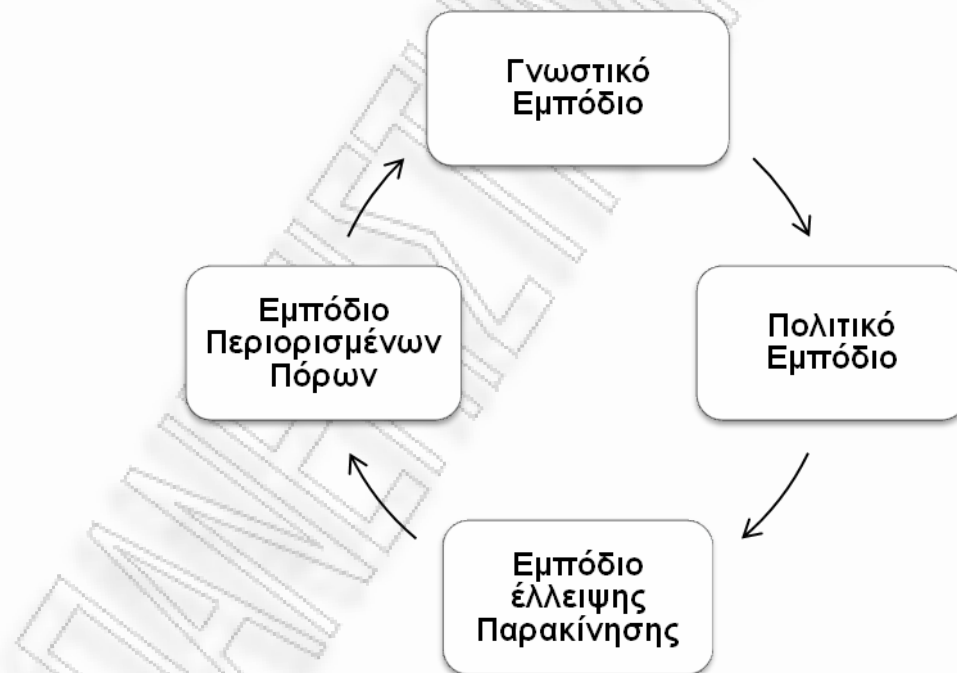 Γνωστικό
Εμπόδιο
Πολιτικό
Εμπόδιο
Εμπόδιο
έλλειψης
Παρακίνησης
Εμπόδιο
Περιορισμένων
Πόρων